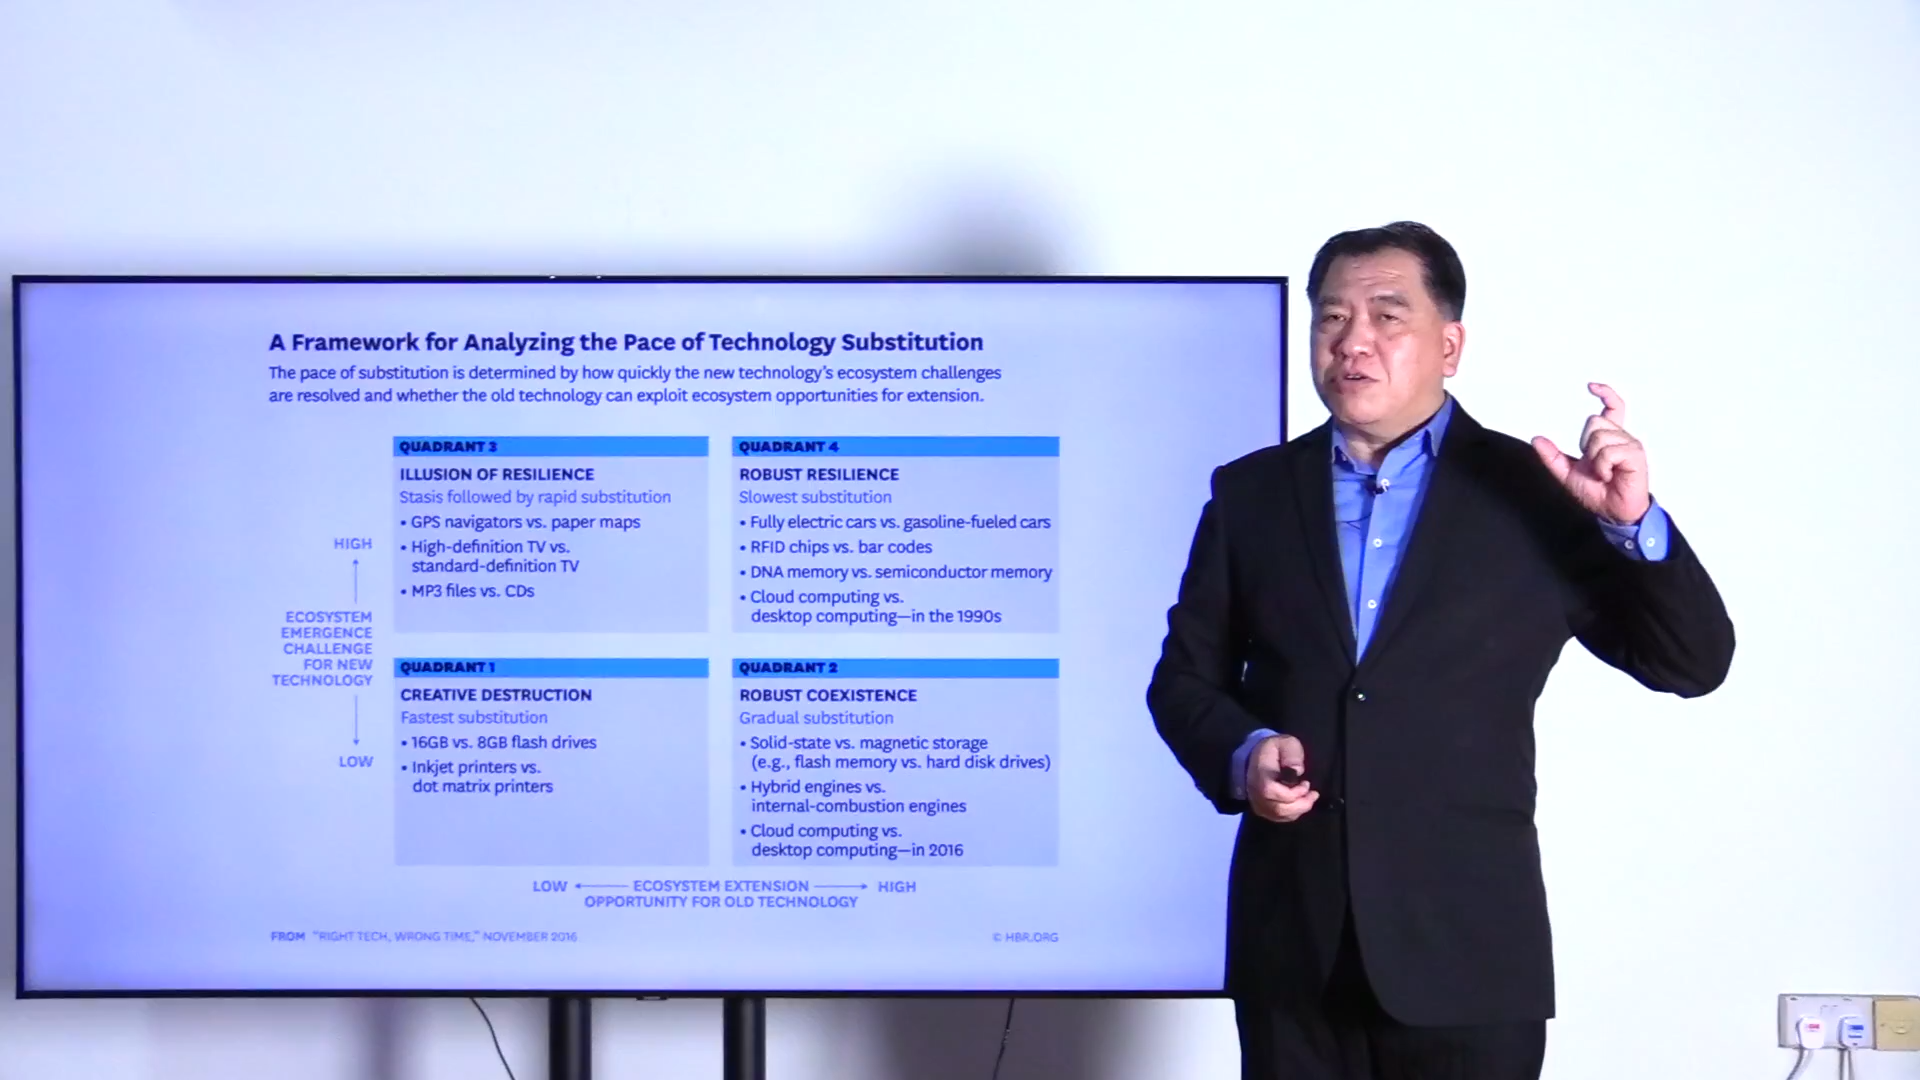 A Framework for Analyzing the Pace of Technology Substitution
The pace of substitution is determined by how quickly the new technology's ecosystem challenges
are resolved and whether the old technology can exploit ecosystem opportunities for extension.
QUADRANT 3
ILLUSION OF RESILIENCE
Stasis followed by rapid substitution
• GPS navigators vs. paper maps
• High-definition TV vs.
standard-definition TV
• MP3 files vs. CDs
QUADRANT 4
ROBUST RESILIENCE
Slowest substitution
• Fully electric cars vs. gasoline-fueled cars
• RFID chips vs. bar codes
• DNA memory vs. semiconductor memory
• Cloud computing vs.
desktop computing—in the 1990s
HIGH
ECOSYSTEM
EMERGENCE
CHALLENGE
FOR NEW
TECHNOLOGY
LOW
QUADRANT 1
CREATIVE DESTRUCTION
Fastest substitution
• 16GB vs. 8GB flash drives
• Inkjet printers vs.
dot matrix printers
QUADRANT 2
ROBUST COEXISTENCE
Gradual substitution
• Solid-state vs. magnetic storage
(e.g., flash memory vs. hard disk drives)
• Hybrid engines vs.
internal-combustion engines
• Cloud computing vs.
desktop computing—in 2016
LOW ECOSYSTEM EXTENSION HIGH
OPPORTUNITY FOR OLD TECHNOLOGY
FROM "RIGHT TECH, WRONG TIME," NOVEMBER 2016
© HBR.ORG